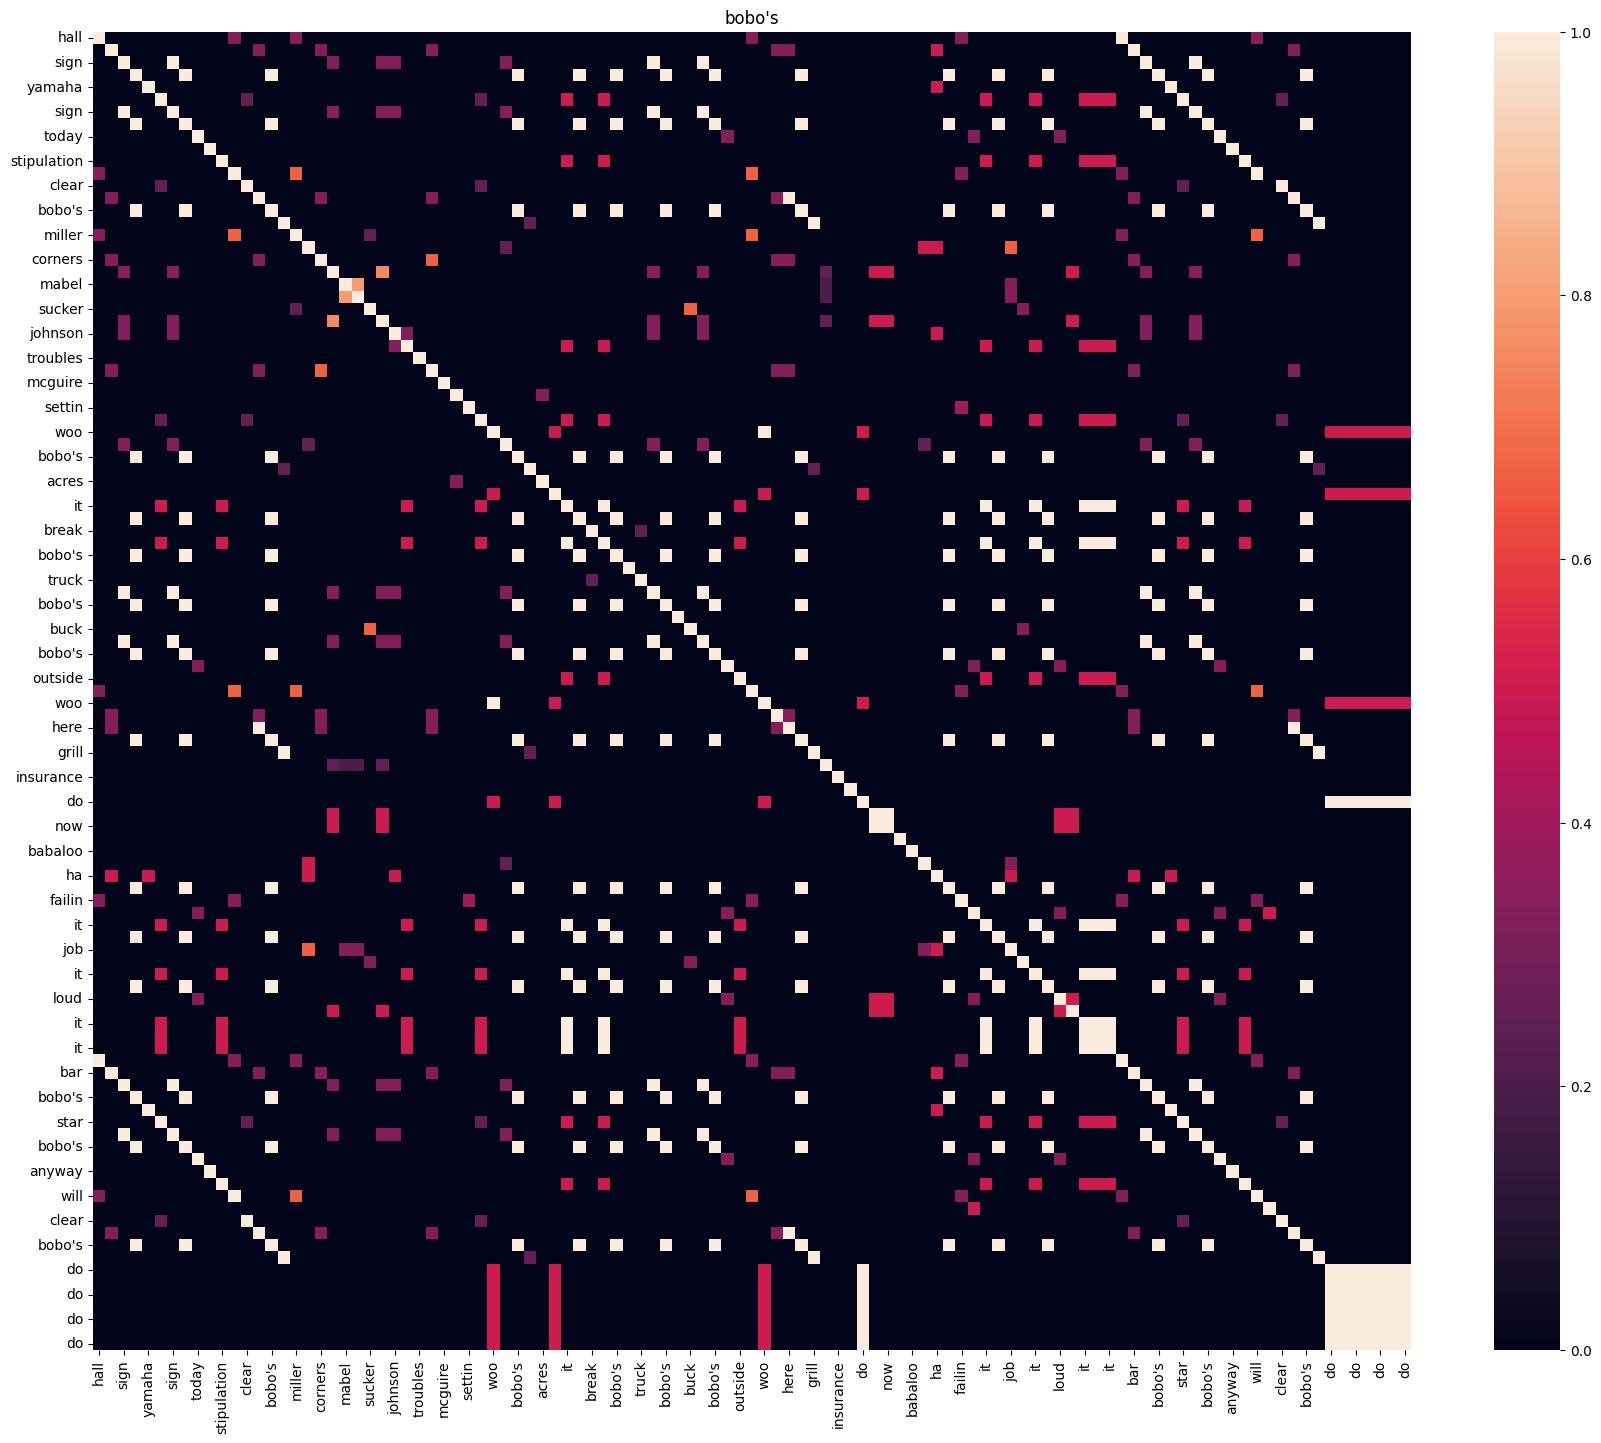 bobo's
hall
sign
yamaha
sign
today
stipulation
clear
bobo's
miller
corners
mabel
sucker
johnson
troubles
mcguire
settin
woo
bobo's
acres
it
break
bobo's
truck
bobo's
buck
bobo's
outside
woo
here
grill
insurance
do
now
babaloo
ha
failin
it
job
it
loud
it
it
bar
bobo's
star
bobo's
anyway
will
clear
bobo's
do
do
do
do
hall
sign
yamaha
sign
today
stipulation
clear
bobo's
miller
corners
mabel
sucker
johnson
troubles
mcguire
settin
woo
bobo's
acres
it
break
bobo's
truck
bobo's
buck
bobo's
outside
woo
here
grill
insurance
do
now
babaloo
ha
failin
it
job
it
loud
it
it
bar
bobo's
star
bobo's
anyway
will
clear
bobo's
do
do
do
do
1.0
0.8
0.6
0.4
0.2
0.0